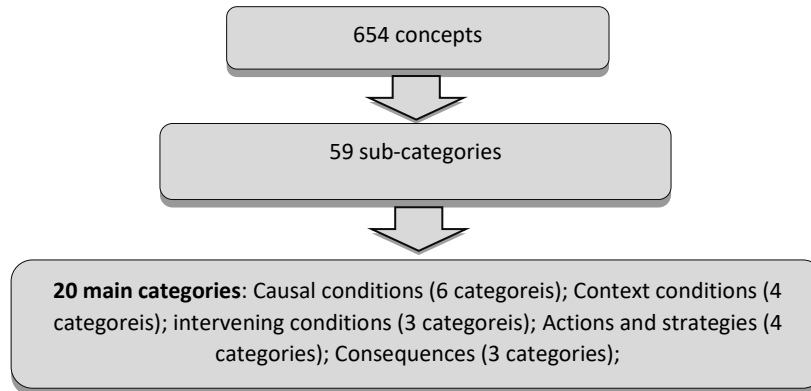 654 concepts
59 sub-categories
20 main categories: Causal conditions (6 categoreis); Context conditions (4
categoreis); intervening conditions (3 categoreis); Actions and strategies (4
categories); Consequences (3 categories);